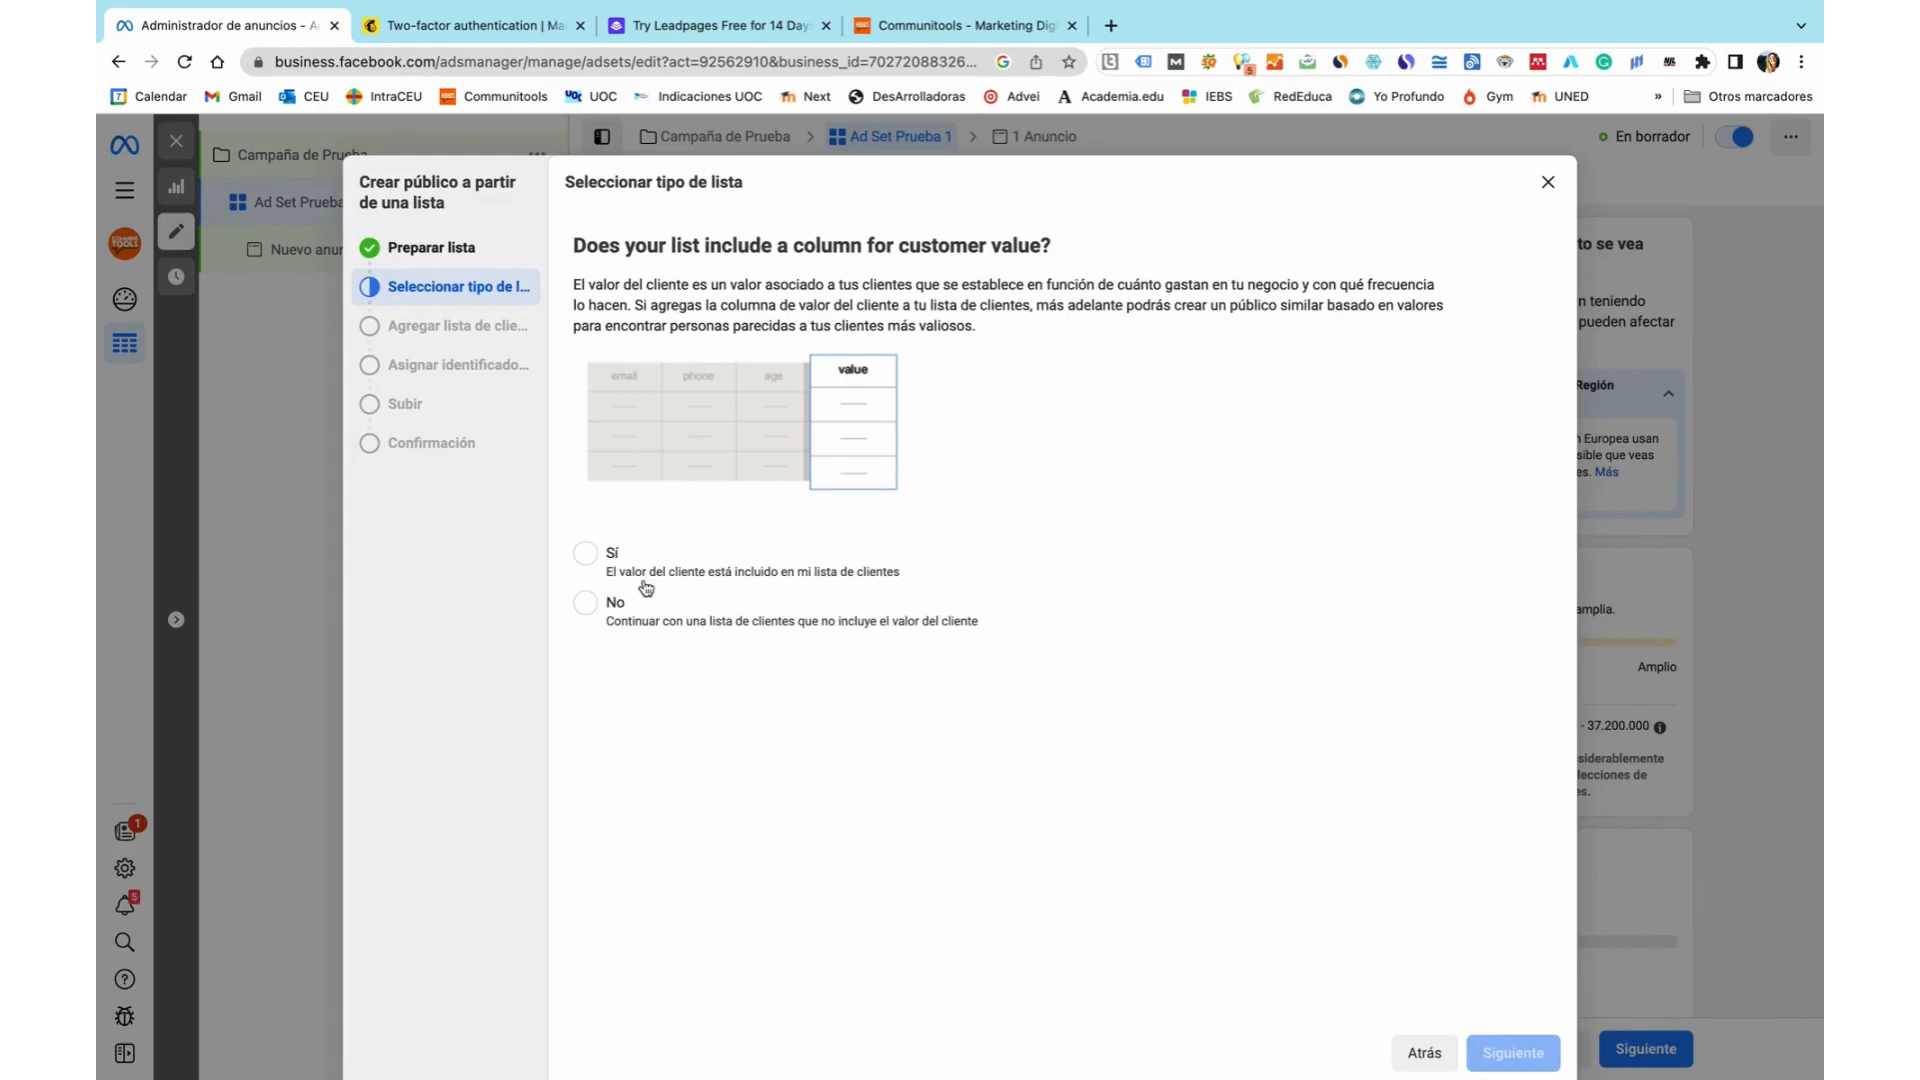 Administrador de anuncios - A
Two-factor authentication | Ma
Try Leadpages Free for 14 Day
Communitools - Marketing Digi
business.facebook.com/adsmanager/manage/adsets/edit?act=92562910&business_id=70272088326...
Calendar
Gmail
CEU
IntraCEU
Communitools
UOC
Indicaciones UOC
Next
DesArrolladoras
Advei
Academia.edu
IEBS
RedEduca
Yo Profundo
Gym
UNED
»
Otros marcadores
Campaña de Prueba
Ad Set Prueba
Nuevo anun
Campaña de Prueba
Ad Set Prueba 1
1 Anuncio
En borrador
Crear público a partir
de una lista
Preparar lista
Seleccionar tipo de l...
Agregar lista de clie...
Asignar identificado...
Subir
Confirmación
Seleccionar tipo de lista
Does your list include a column for customer value?
El valor del cliente es un valor asociado a tus clientes que se establece en función de cuánto gastan en tu negocio y con qué frecuencia
lo hacen. Si agregas la columna de valor del cliente a tu lista de clientes, más adelante podrás crear un público similar basado en valores
para encontrar personas parecidas a tus clientes más valiosos.
email phone age value
Sí
El valor del cliente está incluido en mi lista de clientes
No
Continuar con una lista de clientes que no incluye el valor del cliente
Atrás
Siguiente
to se vea
n teniendo
pueden afectar
Región
n Europea usan
sible que veas
es. Más
amplia.
Amplio
- 37.200.000
siderablemente
lecciones de
es.
Siguiente
1
5